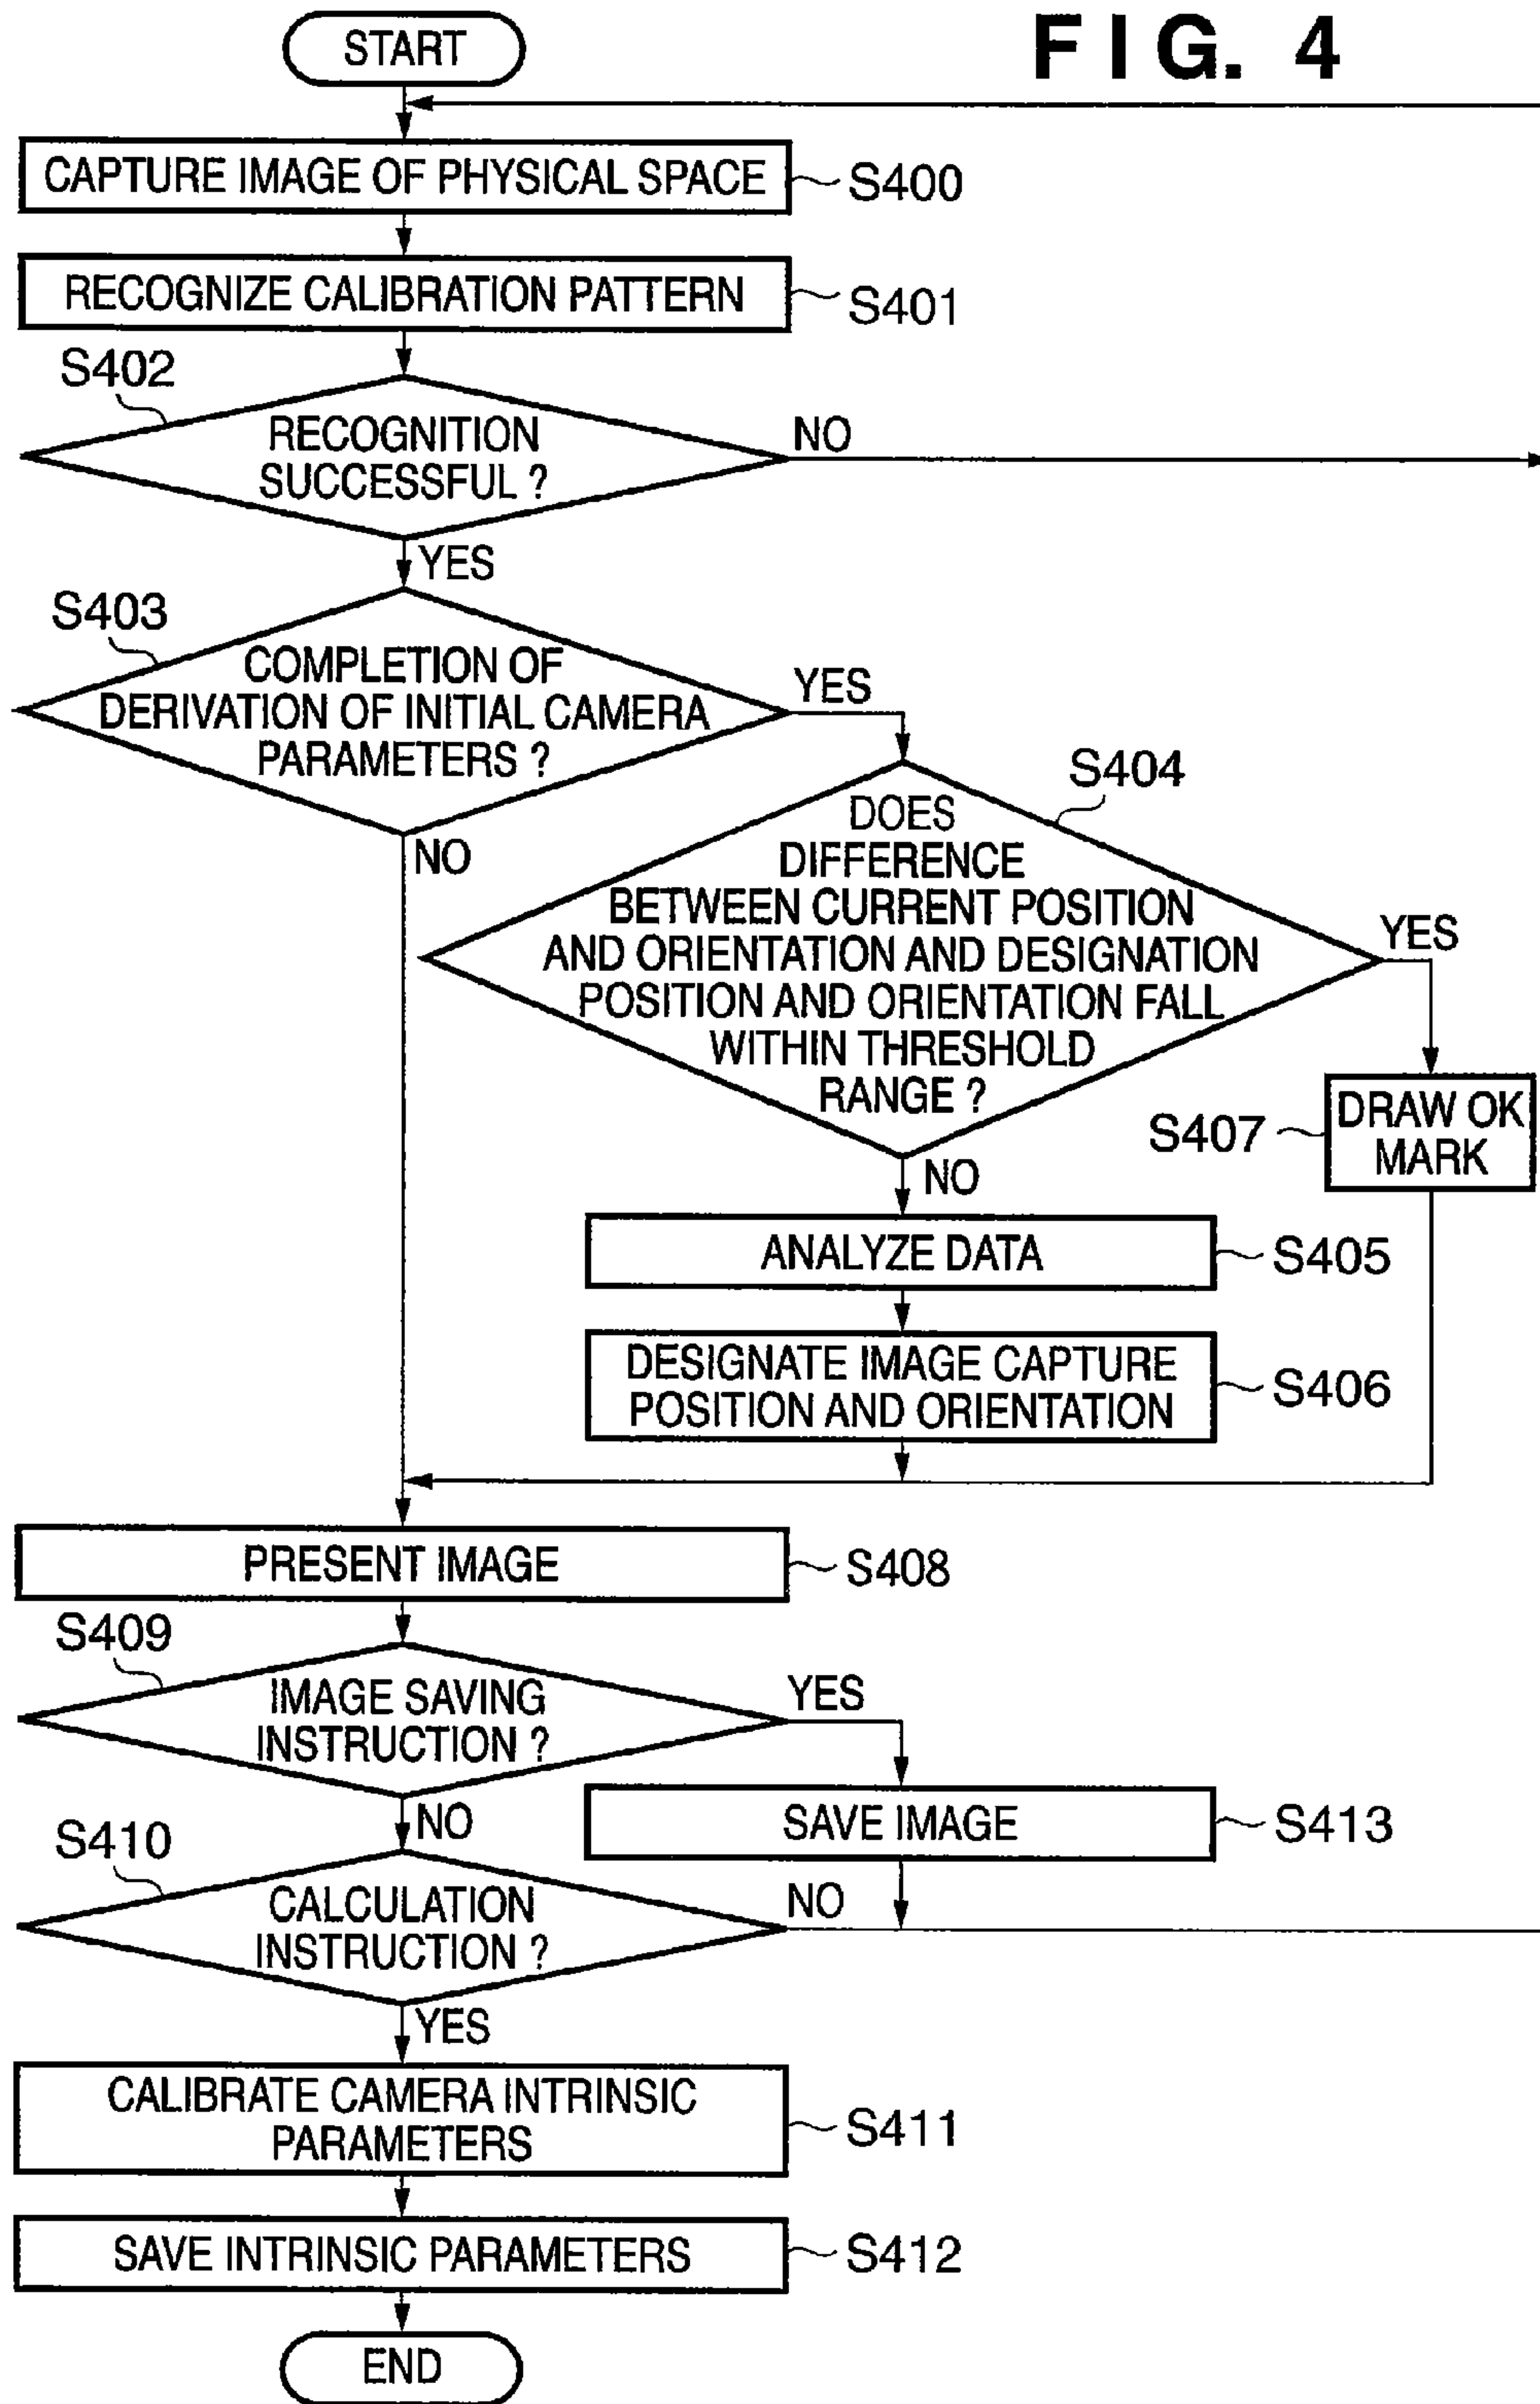 FIG. 4
START
CAPTURE IMAGE OF PHYSICAL SPACE
S400
RECOGNIZE CALIBRATION PATTERN
S401
S402
RECOGNITION
SUCCESSFUL ?
NO
YES
S403
COMPLETION OF
DERIVATION OF INITIAL CAMERA
PARAMETERS ?
YES
NO
S404
DOES
DIFFERENCE
BETWEEN CURRENT POSITION
AND ORIENTATION AND DESIGNATION
POSITION AND ORIENTATION FALL
WITHIN THRESHOLD
RANGE ?
YES
NO
S407
DRAW OK
MARK
ANALYZE DATA
S405
DESIGNATE IMAGE CAPTURE
POSITION AND ORIENTATION
S406
PRESENT IMAGE
S408
S409
IMAGE SAVING
INSTRUCTION ?
YES
NO
SAVE IMAGE
S413
S410
CALCULATION
INSTRUCTION ?
NO
YES
CALIBRATE CAMERA INTRINSIC
PARAMETERS
S411
SAVE INTRINSIC PARAMETERS
S412
END